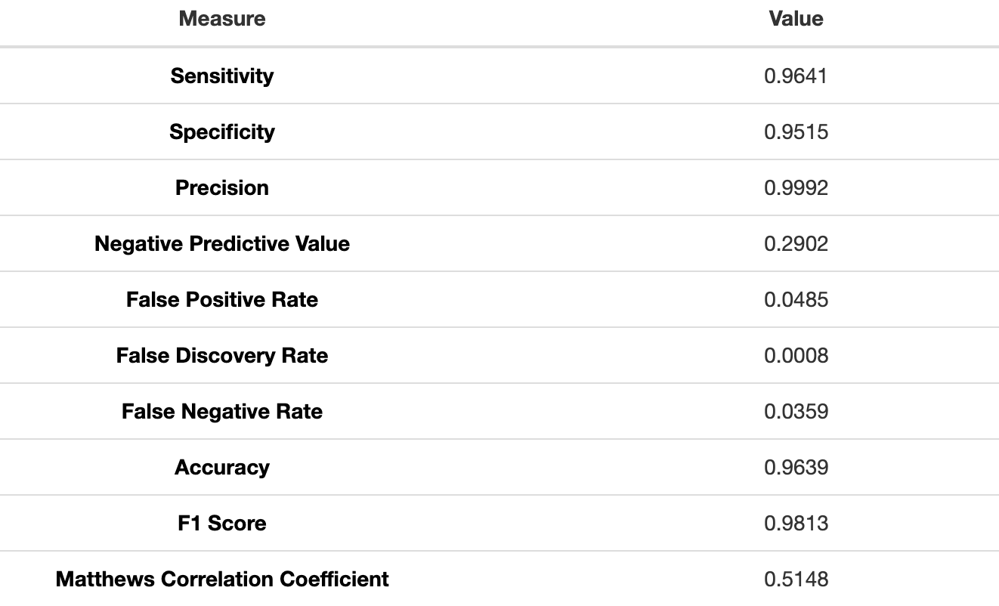 Measure Value
Sensitivity 0.9641
Specificity 0.9515
Precision 0.9992
Negative Predictive Value 0.2902
False Positive Rate 0.0485
False Discovery Rate 0.0008
False Negative Rate 0.0359
Accuracy 0.9639
F1 Score 0.9813
Matthews Correlation Coefficient 0.5148